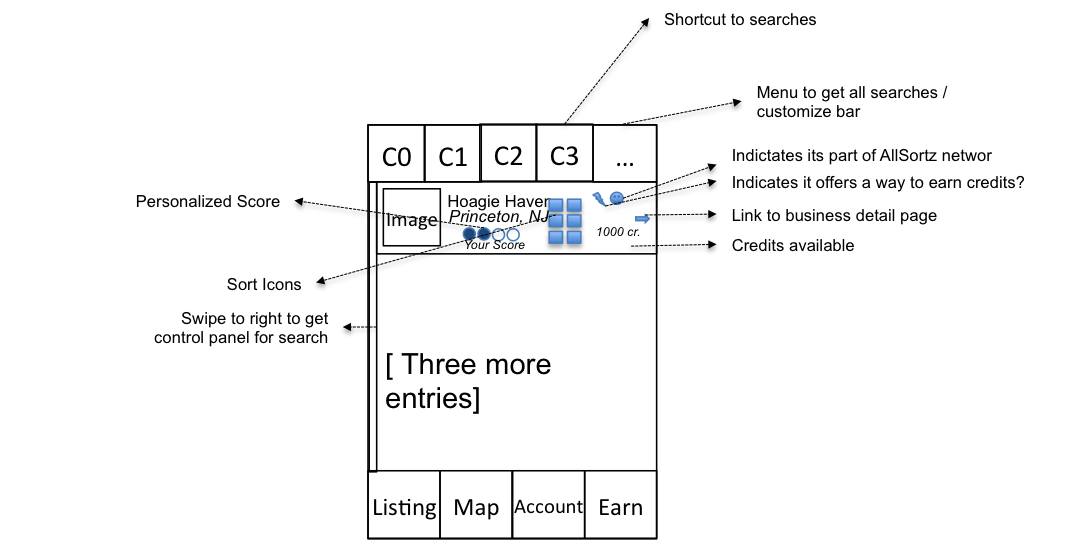 Shortcut to searches
Menu to get all searches /
customize bar
C0 C1 C2 C3 ...
Indictates its part of AllSortz networ
Indicates it offers a way to earn credits?
Personalized Score
Image
Hoagie Haven
Princeton, NJ
Your Score
1000 cr.
Link to business detail page
Credits available
Sort Icons
Swipe to right to get
control panel for search
[ Three more
entries]
Listing Map Account Earn